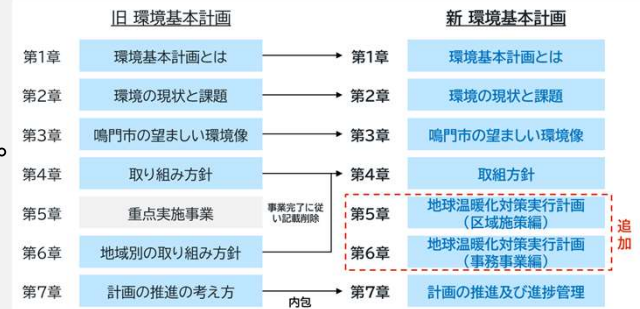 旧 環境基本計画
新 環境基本計画
第1章 環境基本計画とは 第1章 環境基本計画とは
第2章 環境の現状と課題 第2章 環境の現状と課題
第3章 鳴門市の望ましい環境像 第3章 鳴門市の望ましい環境像
。
第4章 取り組み方針 第4章 取組方針
第5章 重点実施事業
事業完了に従
い記載削除
第5章 地球温暖化対策実行計画
（区域施策編）
追加
第6章 地域別の取り組み方針
第6章 地球温暖化対策実行計画
（事務事業編）
第7章 計画の推進の考え方
内包
第7章 計画の推進及び進捗管理